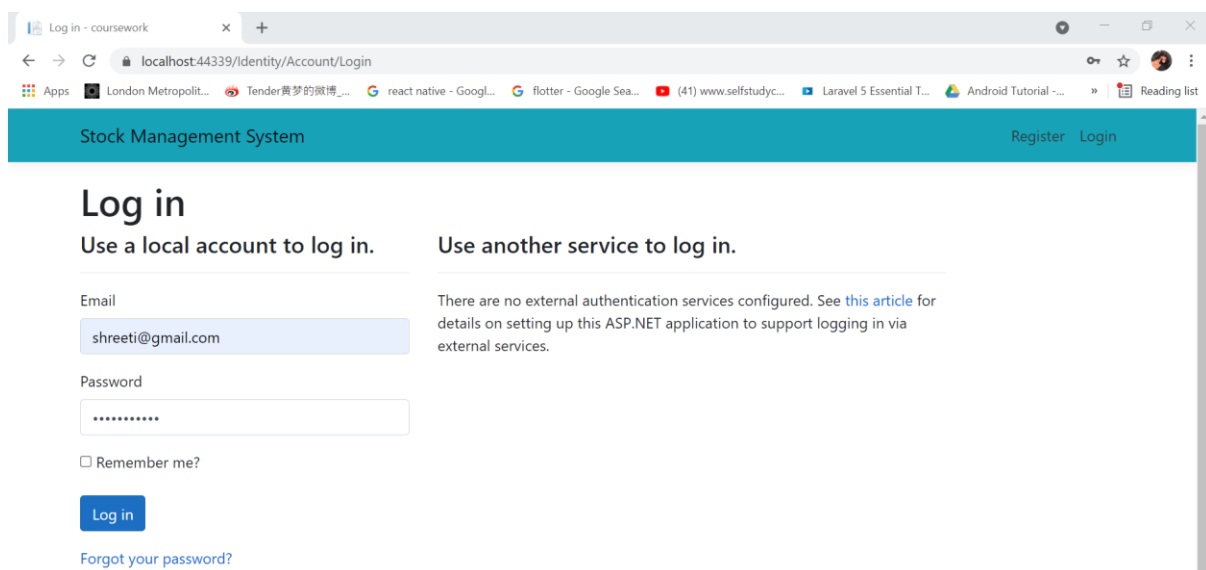 Log in - coursework
localhost:44339/Identity/Account/Login
Apps London Metropolit... Tender黄梦的微博_... react native - Googl... flotter - Google Sea... (41) www.selfstudyc... Laravel 5 Essential T... Android Tutorial -... » Reading list
Stock Management System Register Login
Log in
Use a local account to log in.
Use another service to log in.
Email
shreeti@gmail.com
Password
•••••••••••
Remember me?
Log in
Forgot your password?
There are no external authentication services configured. See this article for
details on setting up this ASP.NET application to support logging in via
external services.